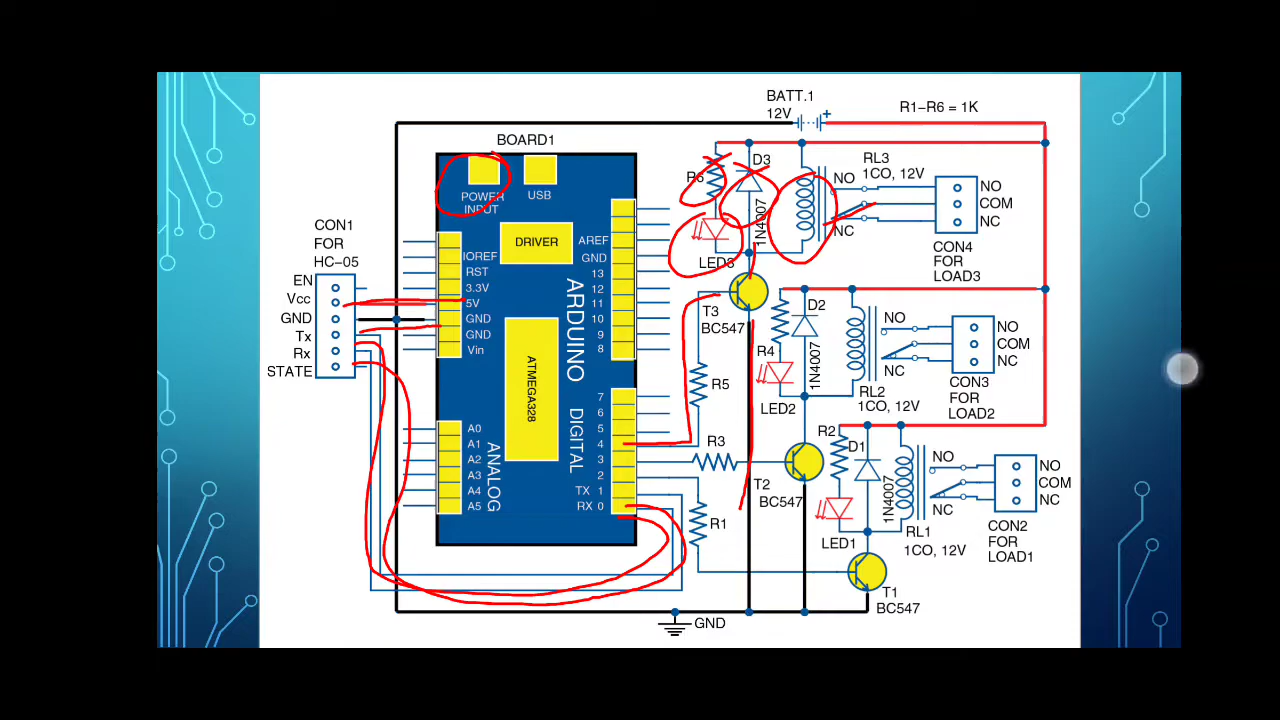 BATT.1
12V
+
R1−R6 = 1K
BOARD1
POWER
INPUT
USB
DRIVER
IOREF
RST
3.3V
5V
GND
GND
Vin
AREF
GND
13
12
11
10
9
8
ARDUINO
ATMEGA328
7
6
5
4
3
2
TX 1
RX 0
DIGITAL
A0
A1
A2
A3
A4
A5
ANALOG
CON1
FOR
HC−05
EN
Vcc
GND
Tx
Rx
STATE
R6
D3
1N4007
LED3
RL3
1CO, 12V
NO
NC
NO
COM
NC
CON4
FOR
LOAD3
T3
BC547
R5
D2
1N4007
R4
LED2
RL2
1CO, 12V
NO
NC
NO
COM
NC
CON3
FOR
LOAD2
R3
T2
BC547
R2
D1
1N4007
LED1
RL1
1CO, 12V
NO
NC
NO
COM
NC
CON2
FOR
LOAD1
R1
T1
BC547
GND